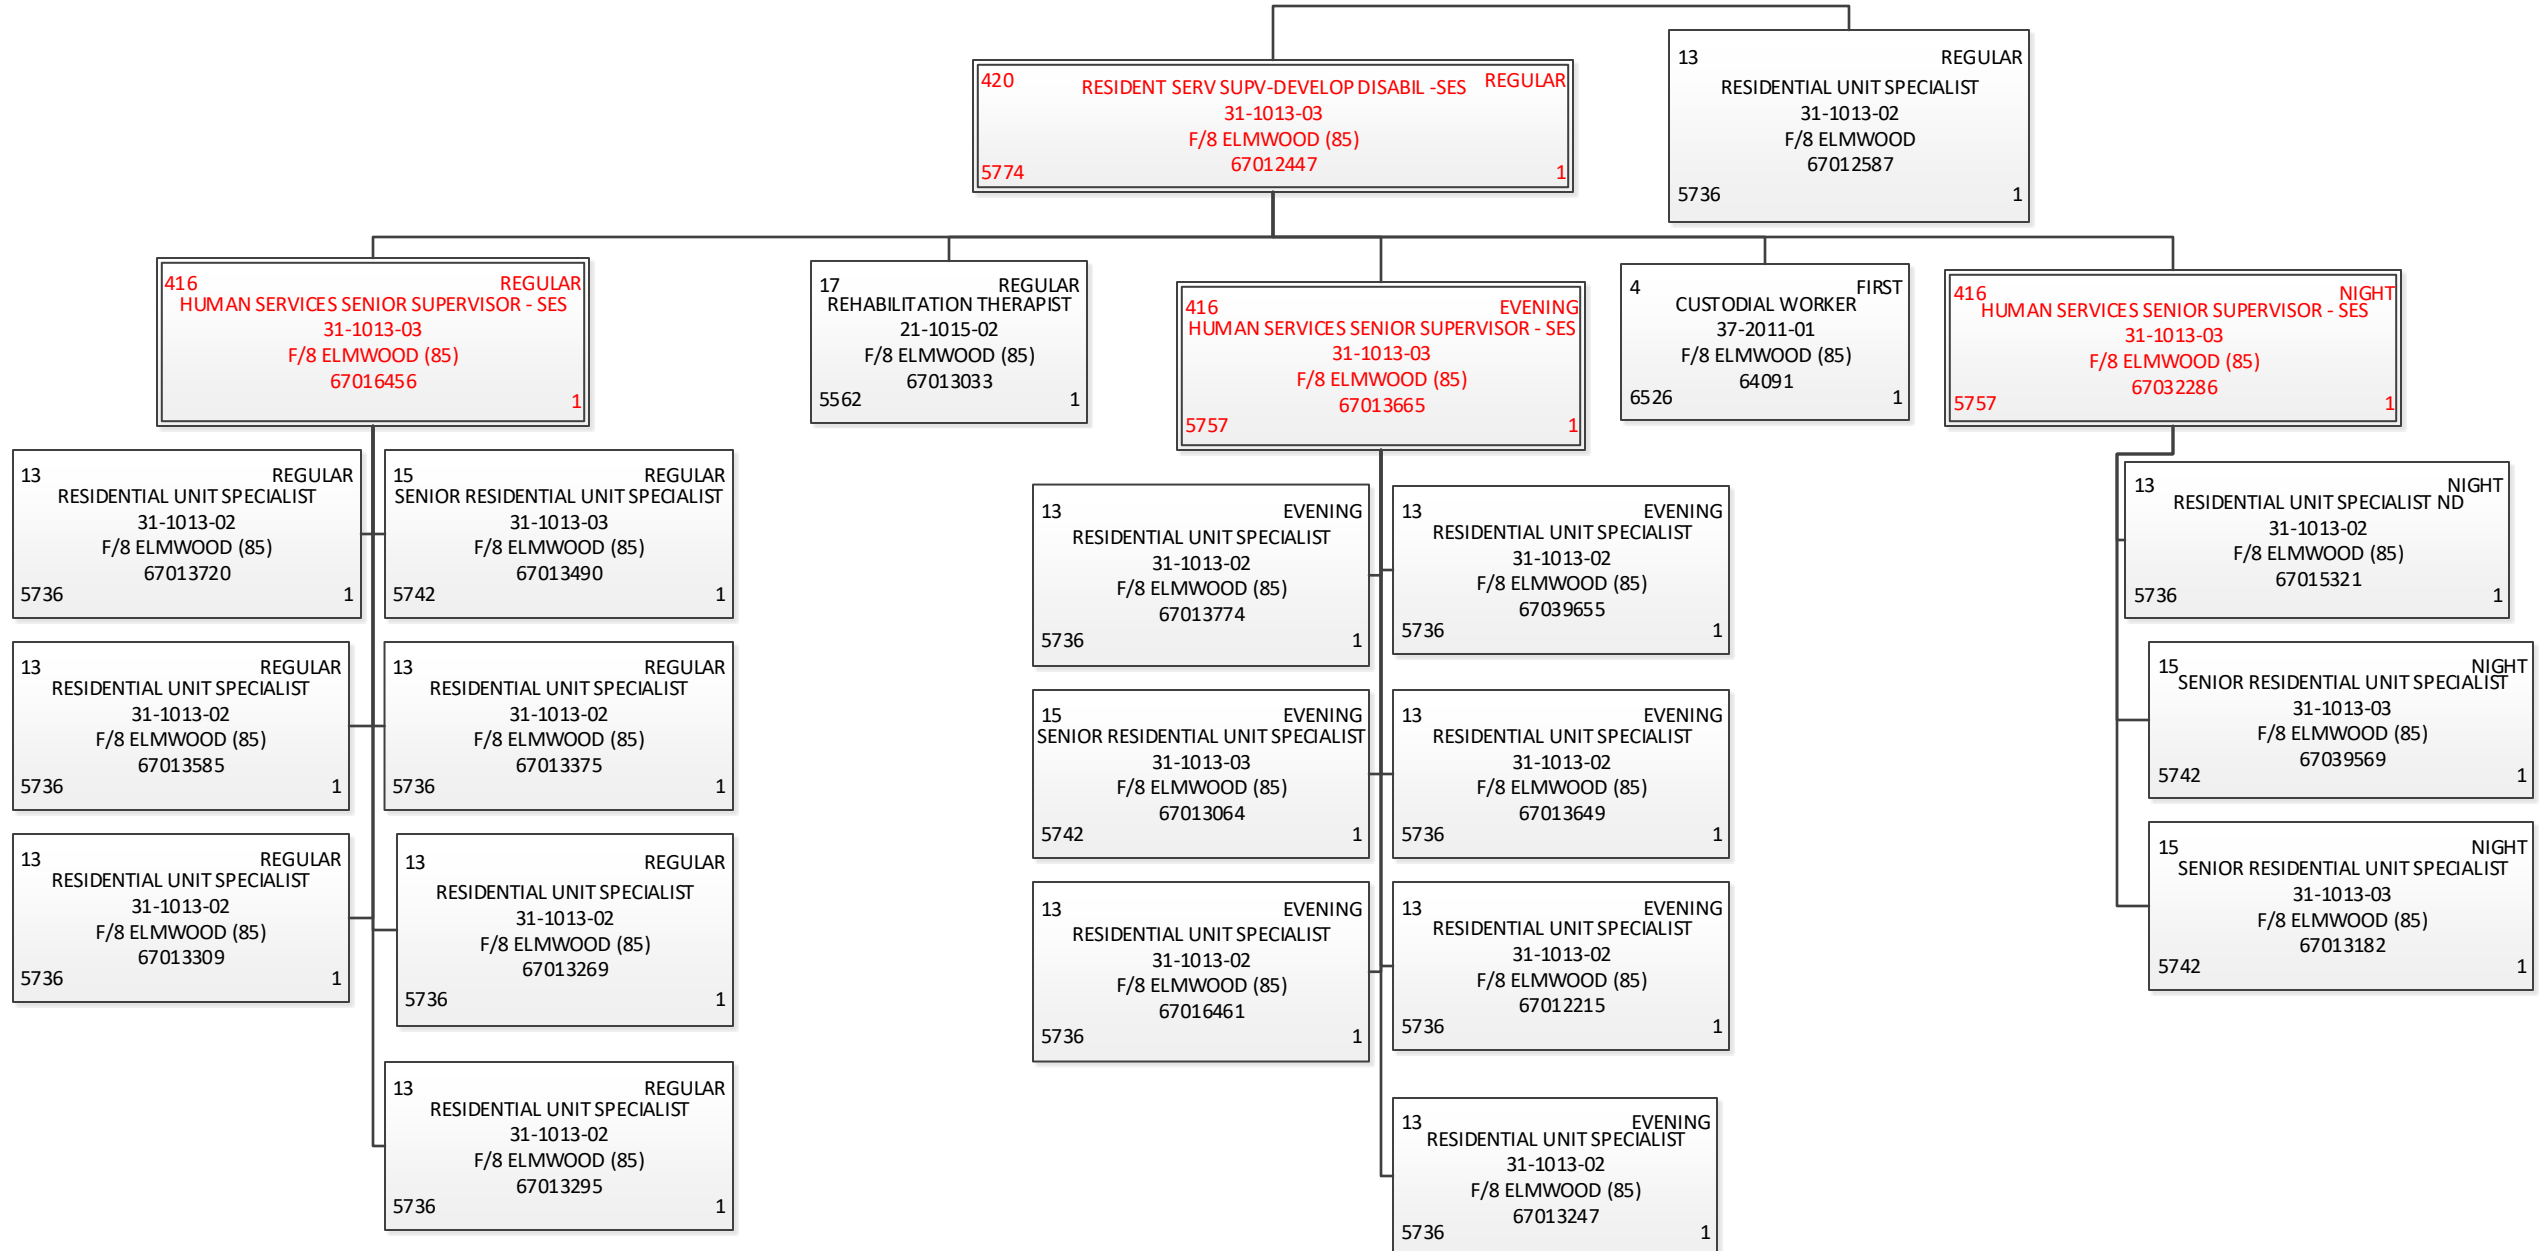 420 REGULAR
RESIDENT SERV SUPV-DEVELOP DISABIL -SES
31-1013-03
F/8 ELMWOOD (85)
67012447
5774 1
13 REGULAR
RESIDENTIAL UNIT SPECIALIST
31-1013-02
F/8 ELMWOOD
67012587
5736 1
416 REGULAR
HUMAN SERVICES SENIOR SUPERVISOR - SES
31-1013-03
F/8 ELMWOOD (85)
67016456
1
17 REGULAR
REHABILITATION THERAPIST
21-1015-02
F/8 ELMWOOD (85)
67013033
5562 1
416 EVENING
HUMAN SERVICES SENIOR SUPERVISOR - SES
31-1013-03
F/8 ELMWOOD (85)
67013665
5757 1
4 FIRST
CUSTODIAL WORKER
37-2011-01
F/8 ELMWOOD (85)
64091
6526 1
416 NIGHT
HUMAN SERVICES SENIOR SUPERVISOR - SES
31-1013-03
F/8 ELMWOOD (85)
67032286
5757 1
13 REGULAR
RESIDENTIAL UNIT SPECIALIST
31-1013-02
F/8 ELMWOOD (85)
67013720
5736 1
15 REGULAR
SENIOR RESIDENTIAL UNIT SPECIALIST
31-1013-03
F/8 ELMWOOD (85)
67013490
5742 1
13 REGULAR
RESIDENTIAL UNIT SPECIALIST
31-1013-02
F/8 ELMWOOD (85)
67013585
5736 1
13 REGULAR
RESIDENTIAL UNIT SPECIALIST
31-1013-02
F/8 ELMWOOD (85)
67013375
5736 1
13 REGULAR
RESIDENTIAL UNIT SPECIALIST
31-1013-02
F/8 ELMWOOD (85)
67013309
5736 1
13 REGULAR
RESIDENTIAL UNIT SPECIALIST
31-1013-02
F/8 ELMWOOD (85)
67013269
5736 1
13 REGULAR
RESIDENTIAL UNIT SPECIALIST
31-1013-02
F/8 ELMWOOD (85)
67013295
5736 1
13 EVENING
RESIDENTIAL UNIT SPECIALIST
31-1013-02
F/8 ELMWOOD (85)
67013774
5736 1
13 EVENING
RESIDENTIAL UNIT SPECIALIST
31-1013-02
F/8 ELMWOOD (85)
67039655
5736 1
15 EVENING
SENIOR RESIDENTIAL UNIT SPECIALIST
31-1013-03
F/8 ELMWOOD (85)
67013064
5742 1
13 EVENING
RESIDENTIAL UNIT SPECIALIST
31-1013-02
F/8 ELMWOOD (85)
67013649
5736 1
13 EVENING
RESIDENTIAL UNIT SPECIALIST
31-1013-02
F/8 ELMWOOD (85)
67016461
5736 1
13 EVENING
RESIDENTIAL UNIT SPECIALIST
31-1013-02
F/8 ELMWOOD (85)
67012215
5736 1
13 EVENING
RESIDENTIAL UNIT SPECIALIST
31-1013-02
F/8 ELMWOOD (85)
67013247
5736 1
13 NIGHT
RESIDENTIAL UNIT SPECIALIST ND
31-1013-02
F/8 ELMWOOD (85)
67015321
5736 1
15 NIGHT
SENIOR RESIDENTIAL UNIT SPECIALIST
31-1013-03
F/8 ELMWOOD (85)
67039569
5742 1
15 NIGHT
SENIOR RESIDENTIAL UNIT SPECIALIST
31-1013-03
F/8 ELMWOOD (85)
67013182
5742 1